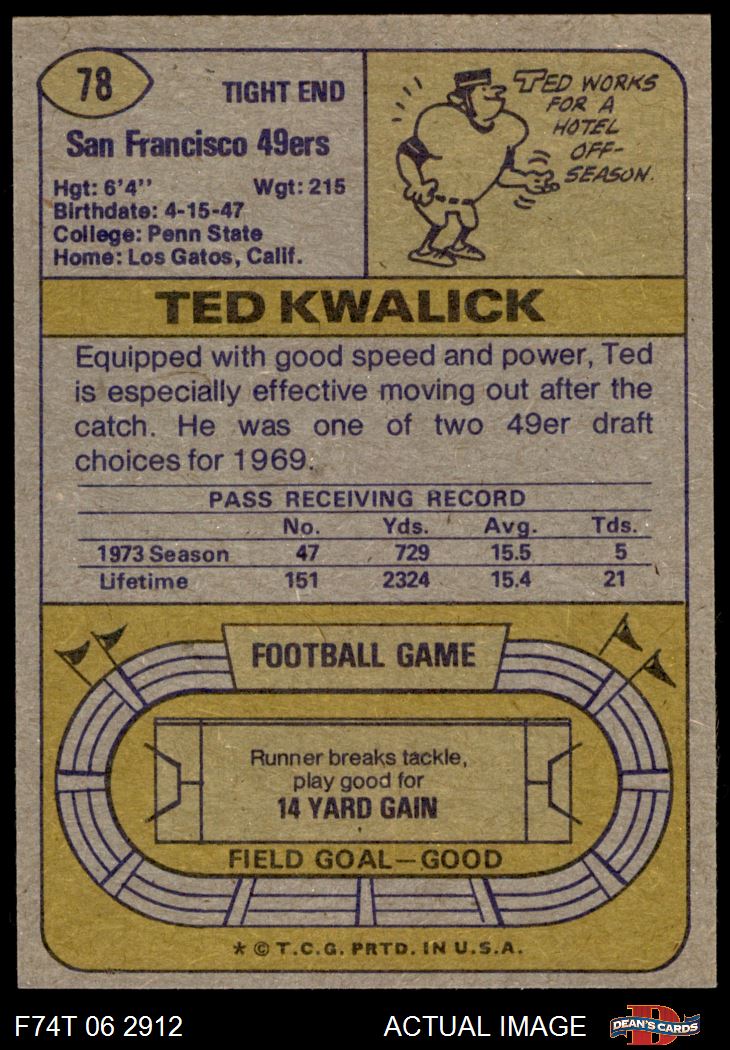 78
TIGHT END
San Francisco 49ers
Hgt: 6'4" Wgt: 215
Birthdate: 4-15-47
College: Penn State
Home: Los Gatos, Calif.
TED WORKS
FOR A
HOTEL
OFF-
SEASON.
TED KWALICK
Equipped with good speed and power, Ted
is especially effective moving out after the
catch. He was one of two 49er draft
choices for 1969.
PASS RECEIVING RECORD
No. Yds. Avg. Tds.
1973 Season 47 729 15.5 5
Lifetime 151 2324 15.4 21
FOOTBALL GAME
Runner breaks tackle,
play good for
14 YARD GAIN
FIELD GOAL—GOOD
* © T.C.G. PRTD. IN U.S.A.
F74T 06 2912 ACTUAL IMAGE D DEAN'S CARDS